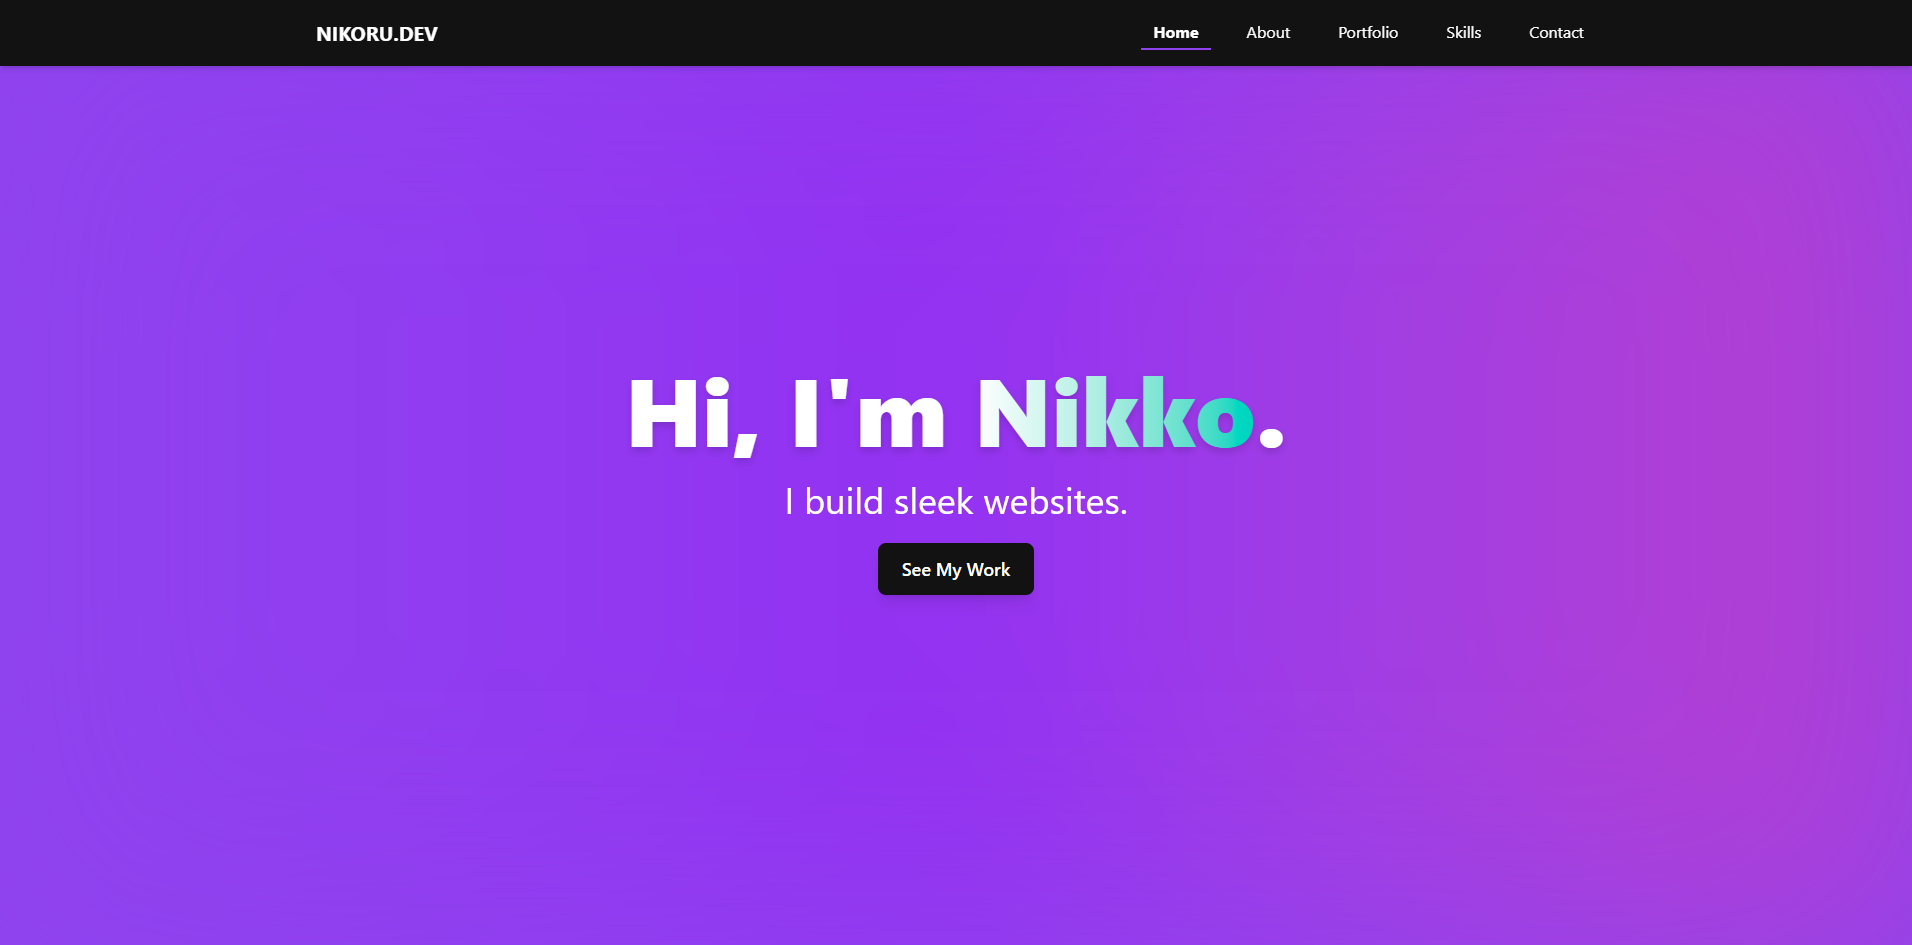 NIKORU.DEV
Home About Portfolio Skills Contact
Hi, I'm Nikko.
I build sleek websites.
See My Work